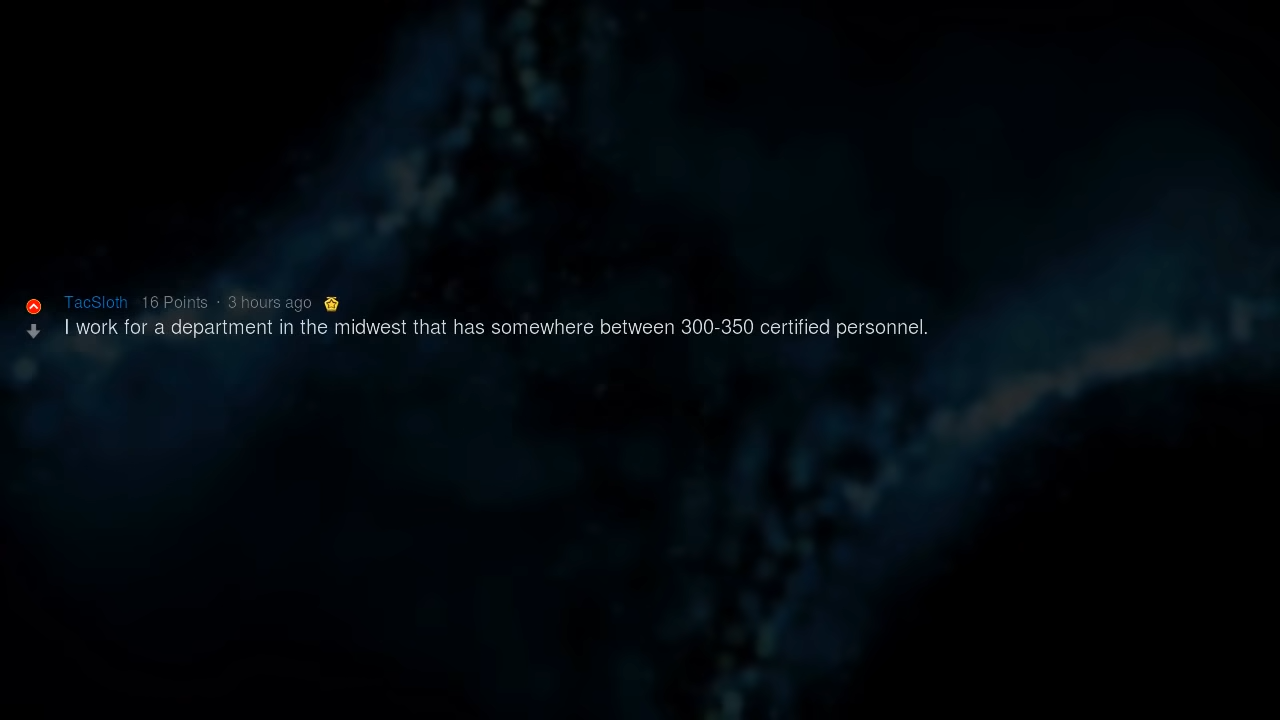 TacSloth 16 Points · 3 hours ago
I work for a department in the midwest that has somewhere between 300-350 certified personnel.